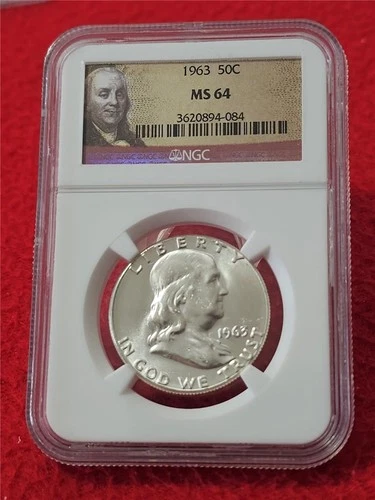 1963 50C
MS 64
3620894-084
NGC
LIBERTY
1963
IN GOD WE TRUST